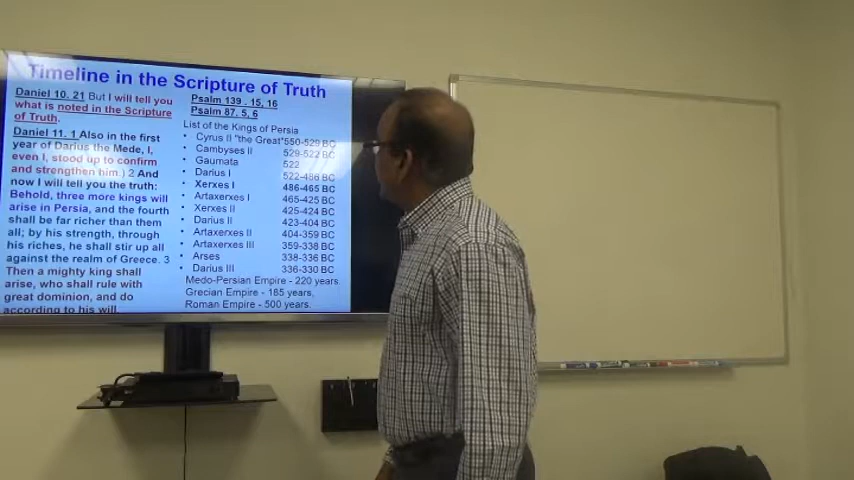 Timeline in the Scripture of Truth
Daniel 10. 21 But I will tell you
what is noted in the Scripture
of Truth.
Daniel 11. 1 Also in the first
year of Darius the Mede, I,
even I, stood up to confirm
and strengthen him.) 2 And
now I will tell you the truth:
Behold, three more kings will
arise in Persia, and the fourth
shall be far richer than them
all; by his strength, through
his riches, he shall stir up all
against the realm of Greece. 3
Then a mighty king shall
arise, who shall rule with
great dominion, and do
according to his will.
Psalm 139 . 15, 16
Psalm 87. 5, 6
List of the Kings of Persia
• Cyrus II "the Great" 550-529 BC
• Cambyses II 529-522 BC
• Gaumata 522
• Darius I 522-486 BC
• Xerxes I 486-465 BC
• Artaxerxes I 465-425 BC
• Xerxes II 425-424 BC
• Darius II 423-404 BC
• Artaxerxes II 404-359 BC
• Artaxerxes III 359-338 BC
• Arses 338-336 BC
• Darius III 336-330 BC
Medo-Persian Empire - 220 years
Grecian Empire - 185 years.
Roman Empire - 500 years.